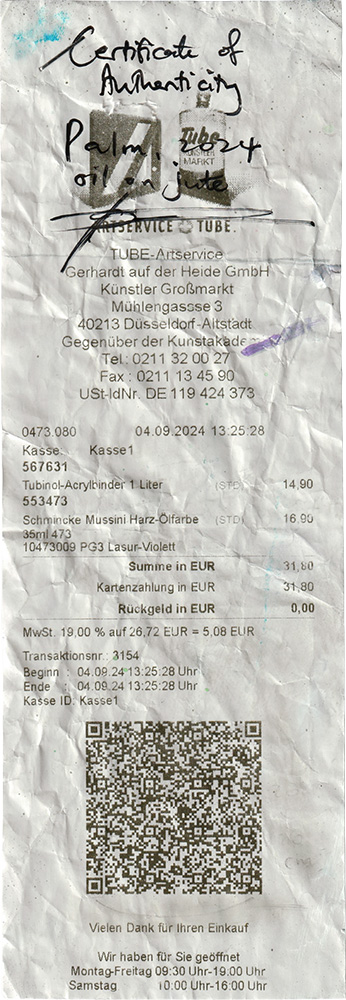 Certificate of
Authenticity
Palm, 2024
oil on jute
Tube
KÜNSTLER
MARKT
ARTSERVICE TUBE.
TUBE-Artservice
Gerhardt auf der Heide GmbH
Künstler Großmarkt
Mühlengassse 3
40213 Düsseldorf-Altstadt
Gegenüber der Kunstakade
Tel.: 0211 32 00 27
Fax : 0211 13 45 90
USt-IdNr. DE 119 424 373
0473.080 04.09.2024 13:25:28
Kasse: Kasse1
567631
Tubinol-Acrylbinder 1 Liter (STD) 14,90
553473
Schmincke Mussini Harz-Ölfarbe (STD) 16,90
35ml 473
10473009 PG3 Lasur-Violett
Summe in EUR 31,80
Kartenzahlung in EUR 31,80
Rückgeld in EUR 0,00
MwSt. 19,00 % auf 26,72 EUR = 5,08 EUR
Transaktionsnr.: 3154
Beginn : 04.09.24 13:25:28 Uhr
Ende : 04.09.24 13:25:28 Uhr
Kasse ID: Kasse1
Vielen Dank für Ihren Einkauf
Wir haben für Sie geöffnet
Montag-Freitag 09:30 Uhr-19.00 Uhr
Samstag 10:00 Uhr-16:00 Uhr